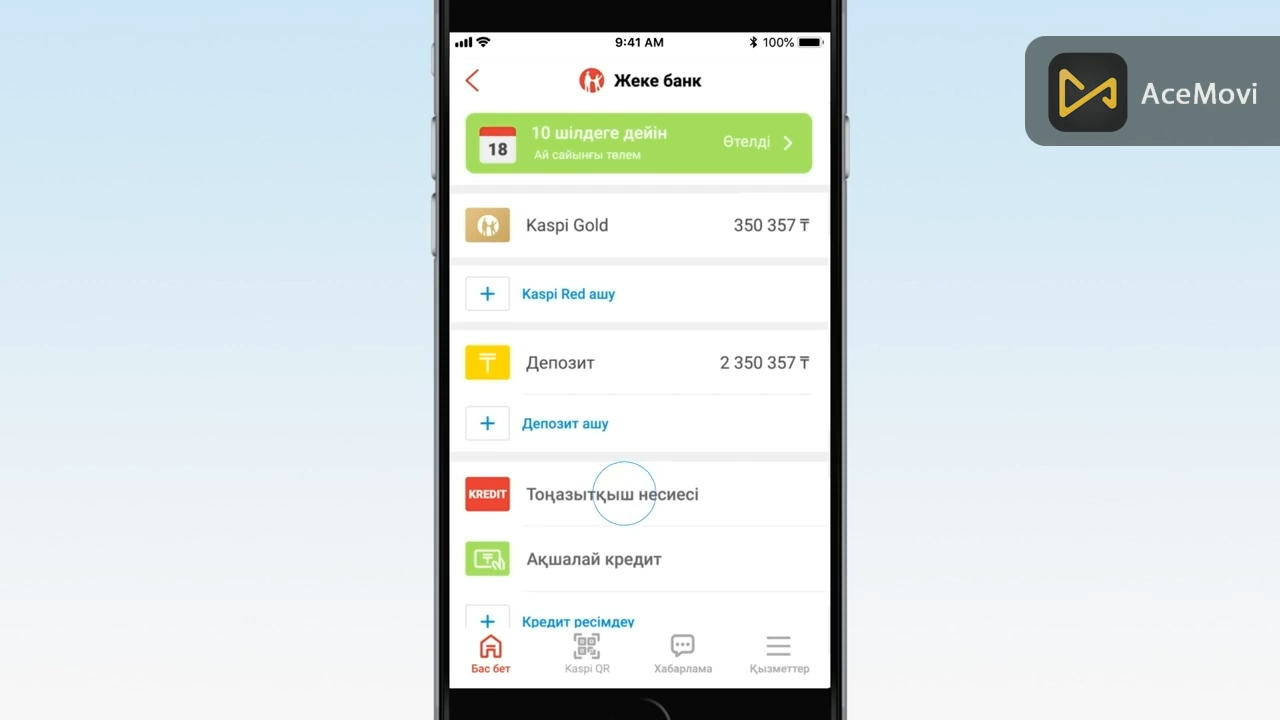 9:41 AM
100%
AceMovi
Жеке банк
18
10 шілдеге дейін
Өтелді
Ай сайынғы төлем
Kaspi Gold
350 357 ₸
Kaspi Red ашу
Депозит
2 350 357 ₸
Депозит ашу
KREDIT
Тоңазытқыш несиесі
Ақшалай кредит
Кредит ресімдеу
Бас бет
Kaspi QR
Хабарлама
Қызметтер